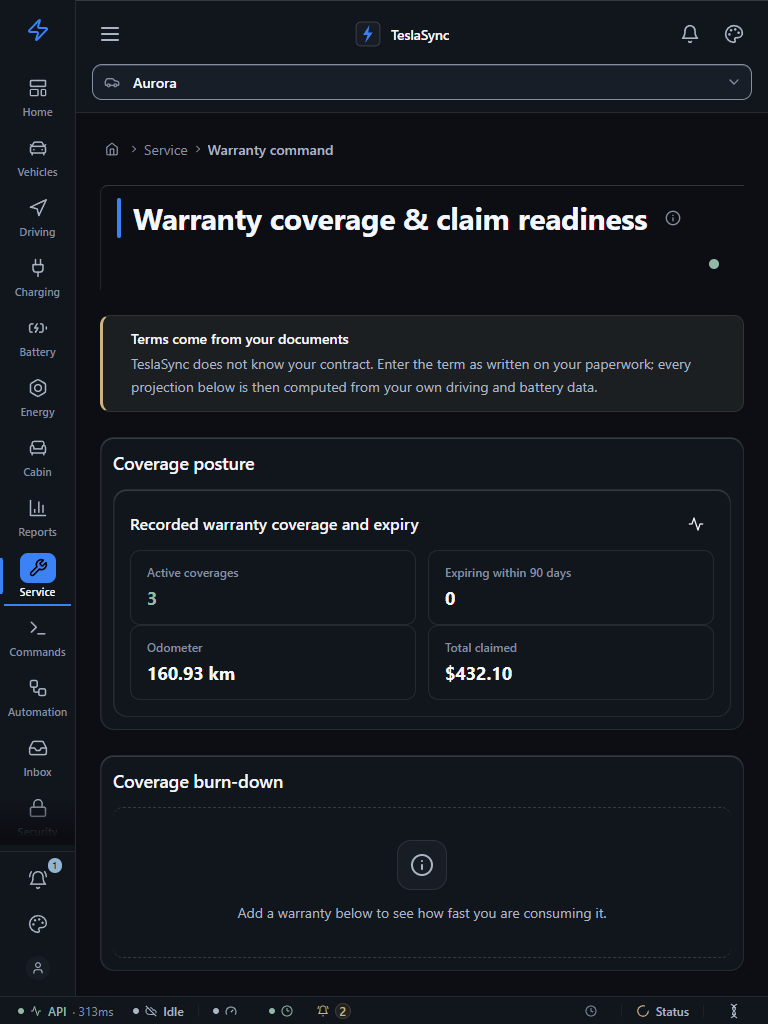 TeslaSync
Aurora
Home
Vehicles
Driving
Charging
Battery
Energy
Cabin
Reports
Service
Commands
Automation
Inbox
Security
1
Service
Warranty command
Warranty coverage & claim readiness
Terms come from your documents
TeslaSync does not know your contract. Enter the term as written on your paperwork; every
projection below is then computed from your own driving and battery data.
Coverage posture
Recorded warranty coverage and expiry
Active coverages
3
Expiring within 90 days
0
Odometer
160.93 km
Total claimed
$432.10
Coverage burn-down
Add a warranty below to see how fast you are consuming it.
API · 313ms
Idle
2
Status